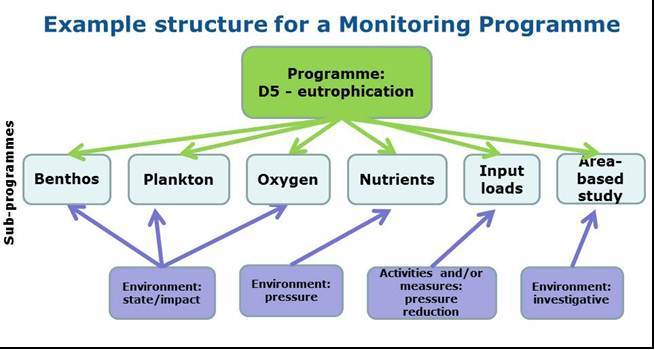 Example structure for a Monitoring Programme
Programme:
D5 - eutrophication
Sub-programmes
Benthos
Plankton
Oxygen
Nutrients
Input
loads
Area-
based
study
Environment:
state/impact
Environment:
pressure
Activities and/or
measures:
pressure
reduction
Environment:
investigative